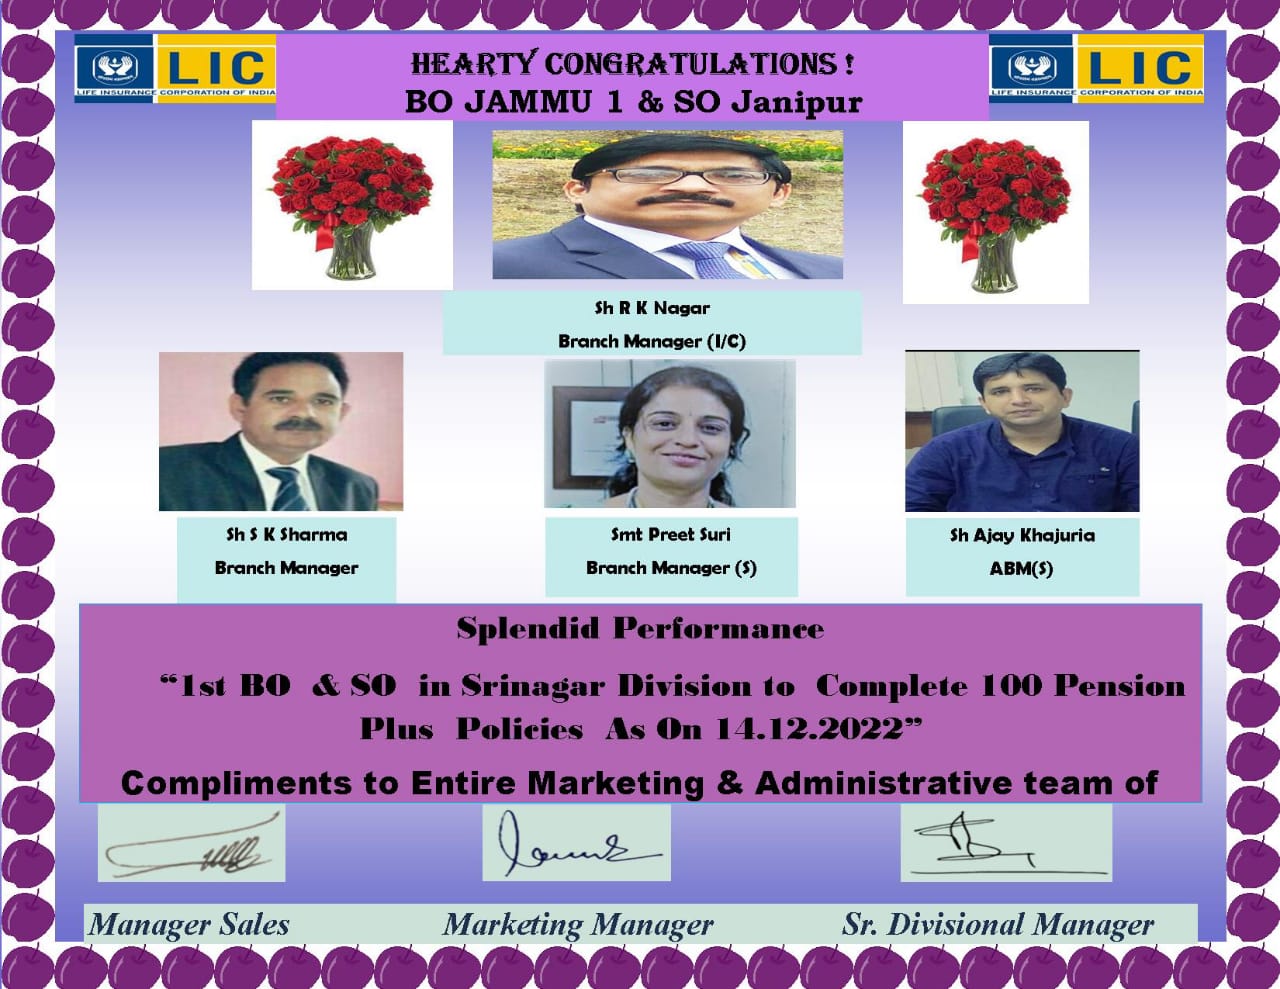 LIC
LIFE INSURANCE CORPORATION OF INDIA
HEARTY CONGRATULATIONS !
BO JAMMU 1 & SO Janipur
LIC
LIFE INSURANCE CORPORATION OF INDIA
Sh R K Nagar
Branch Manager (I/C)
Sh S K Sharma
Branch Manager
Smt Preet Suri
Branch Manager (S)
Sh Ajay Khajuria
ABM(S)
Splendid Performance
“1st BO & SO in Srinagar Division to Complete 100 Pension
Plus Policies As On 14.12.2022”
Compliments to Entire Marketing & Administrative team of
Manager Sales
Marketing Manager
Sr. Divisional Manager